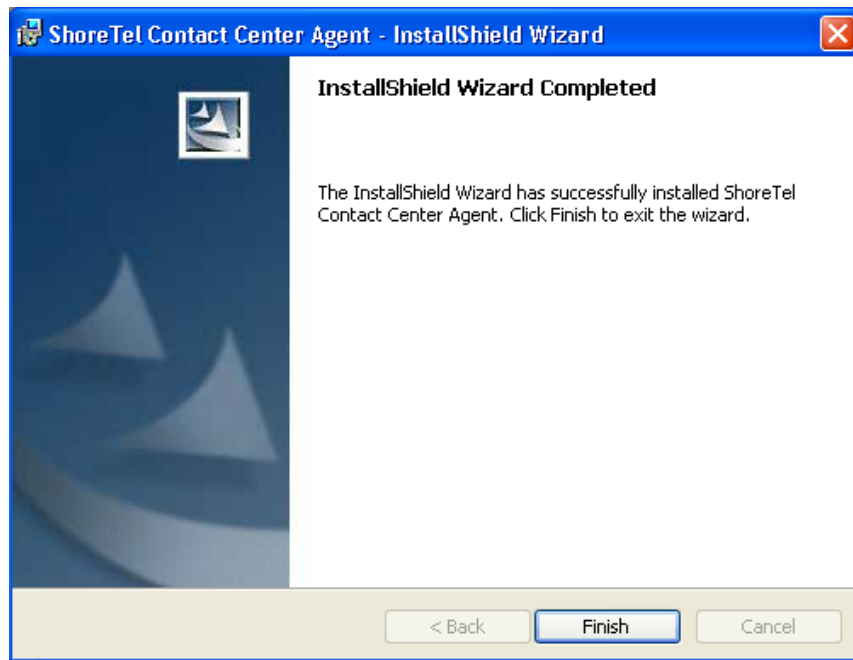 ShoreTel Contact Center Agent - InstallShield Wizard
InstallShield Wizard Completed
The InstallShield Wizard has successfully installed ShoreTel
Contact Center Agent. Click Finish to exit the wizard.
< Back Finish Cancel